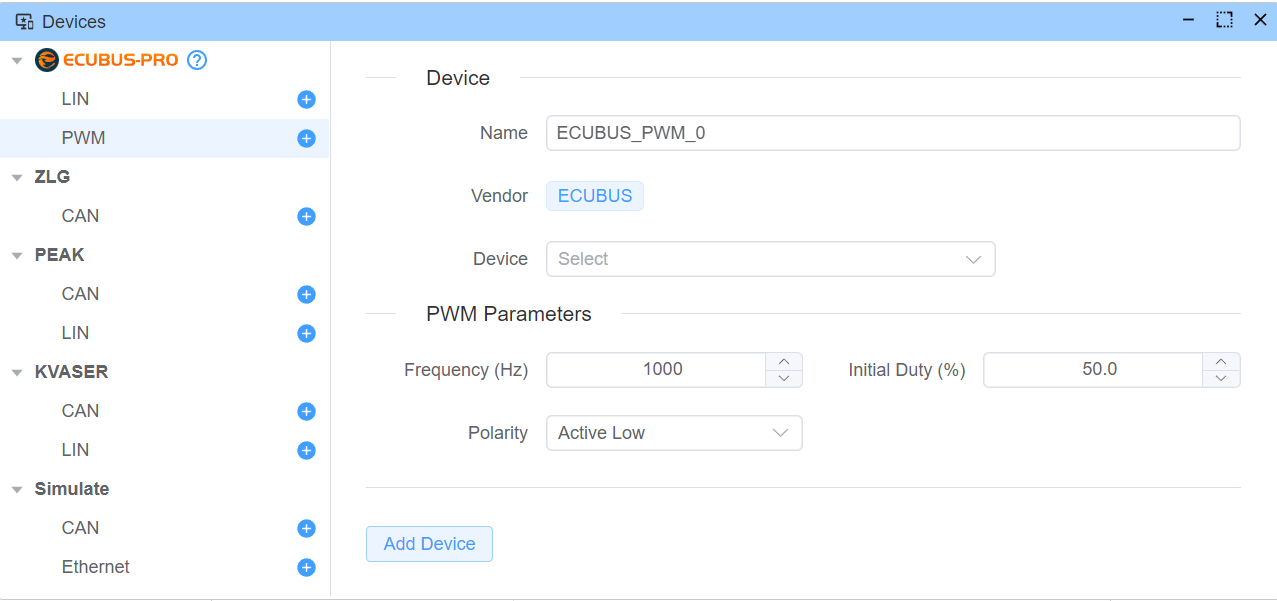 Devices
ECUBUS-PRO ?
LIN
PWM
ZLG
CAN
PEAK
CAN
LIN
KVASER
CAN
LIN
Simulate
CAN
Ethernet
Device
Name ECUBUS_PWM_0
Vendor ECUBUS
Device Select
PWM Parameters
Frequency (Hz) 1000 Initial Duty (%) 50.0
Polarity Active Low
Add Device